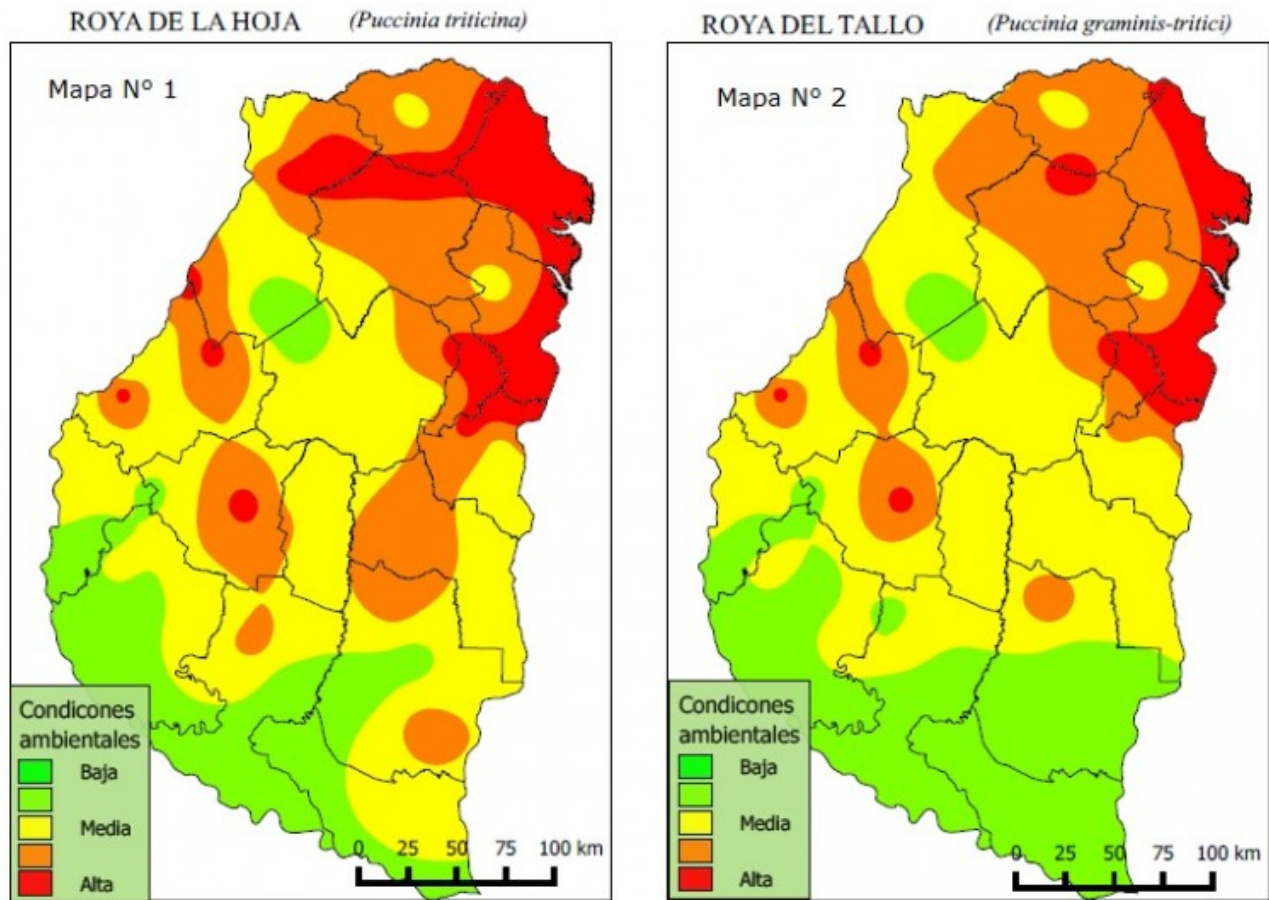 ROYA DE LA HOJA (Puccinia triticina)
Mapa N° 1
Condicones
ambientales
Baja
Media
Alta
0 25 50 75 100 km
ROYA DEL TALLO (Puccinia graminis-tritici)
Mapa N° 2
Condicones
ambientales
Baja
Media
Alta
0 25 50 75 100 km